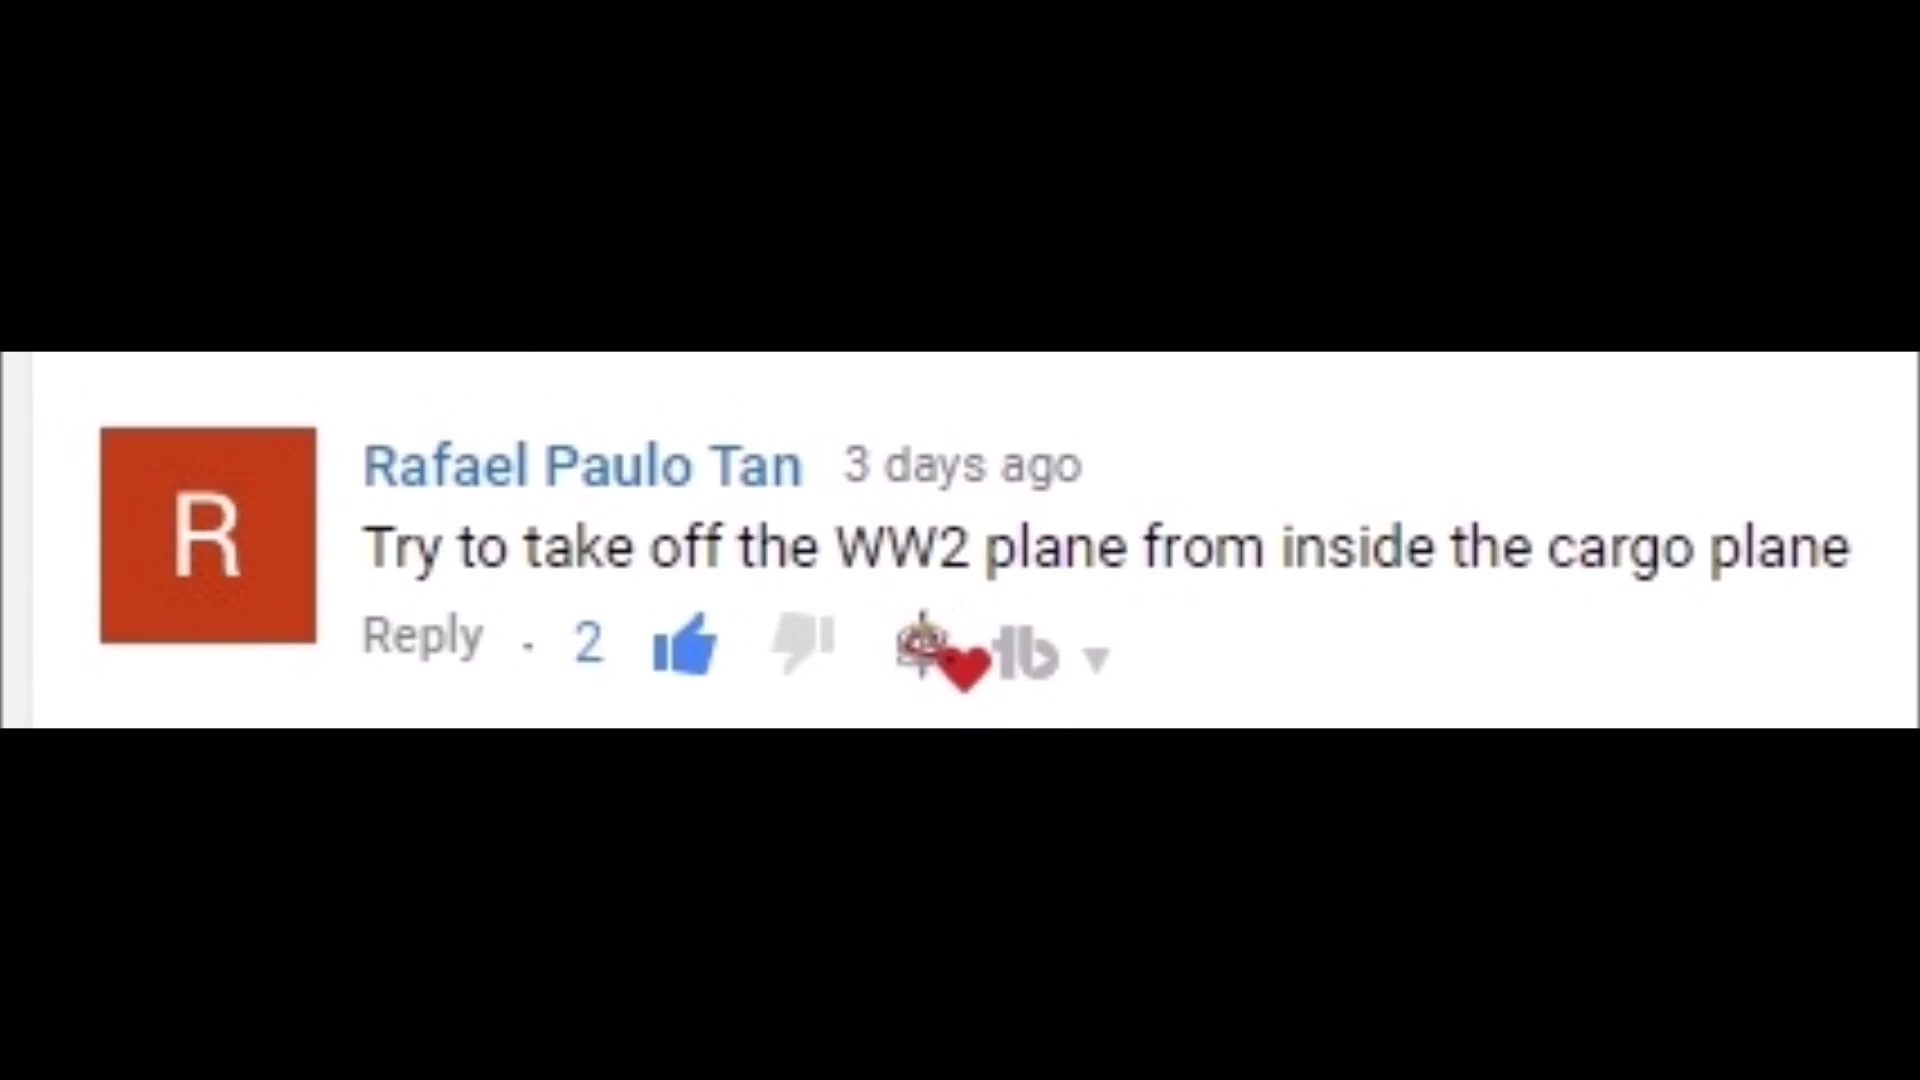 R
Rafael Paulo Tan 3 days ago
Try to take off the WW2 plane from inside the cargo plane
Reply . 2 tb